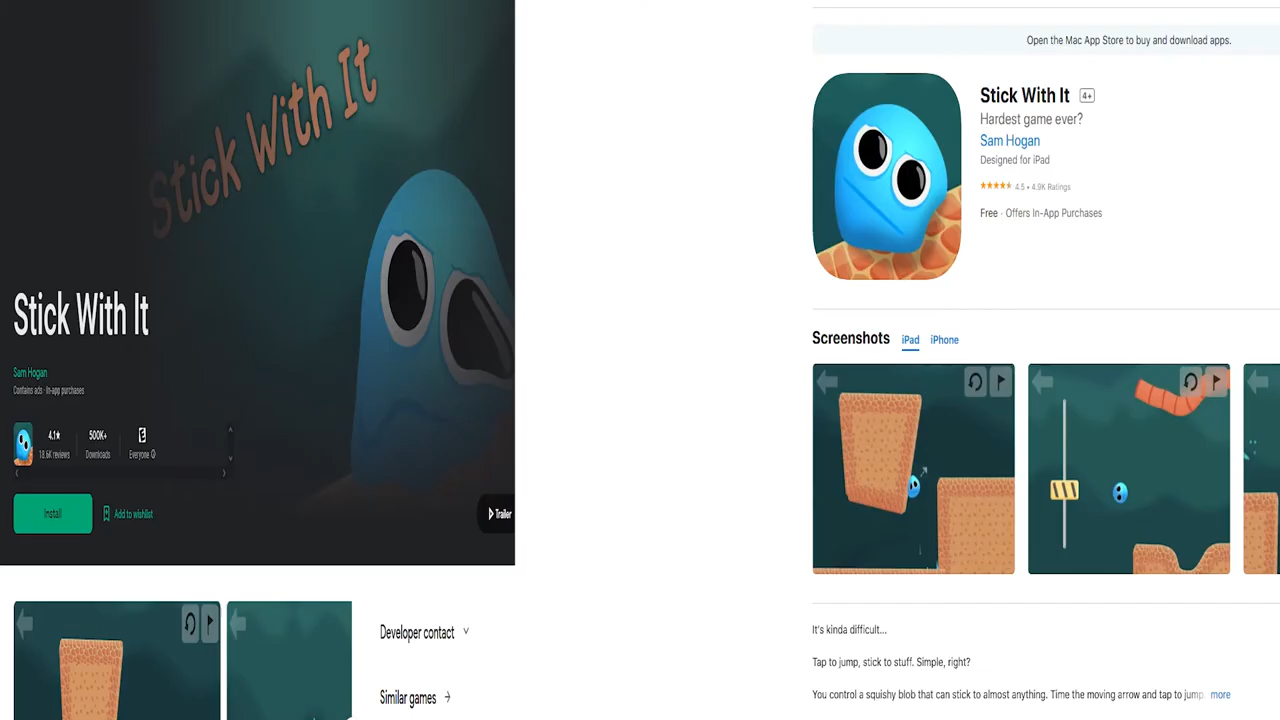 Stick With It
Stick With It
Sam Hogan
Contains ads · In-app purchases
4.1★
18.6K reviews
500K+
Downloads
E
Everyone
Install
Add to wishlist
Trailer
Developer contact
Similar games
Open the Mac App Store to buy and download apps.
Stick With It 4+
Hardest game ever?
Sam Hogan
Designed for iPad
4.5 • 4.9K Ratings
Free · Offers In-App Purchases
Screenshots iPad iPhone
It's kinda difficult...
Tap to jump, stick to stuff. Simple, right?
You control a squishy blob that can stick to almost anything. Time the moving arrow and tap to jump more